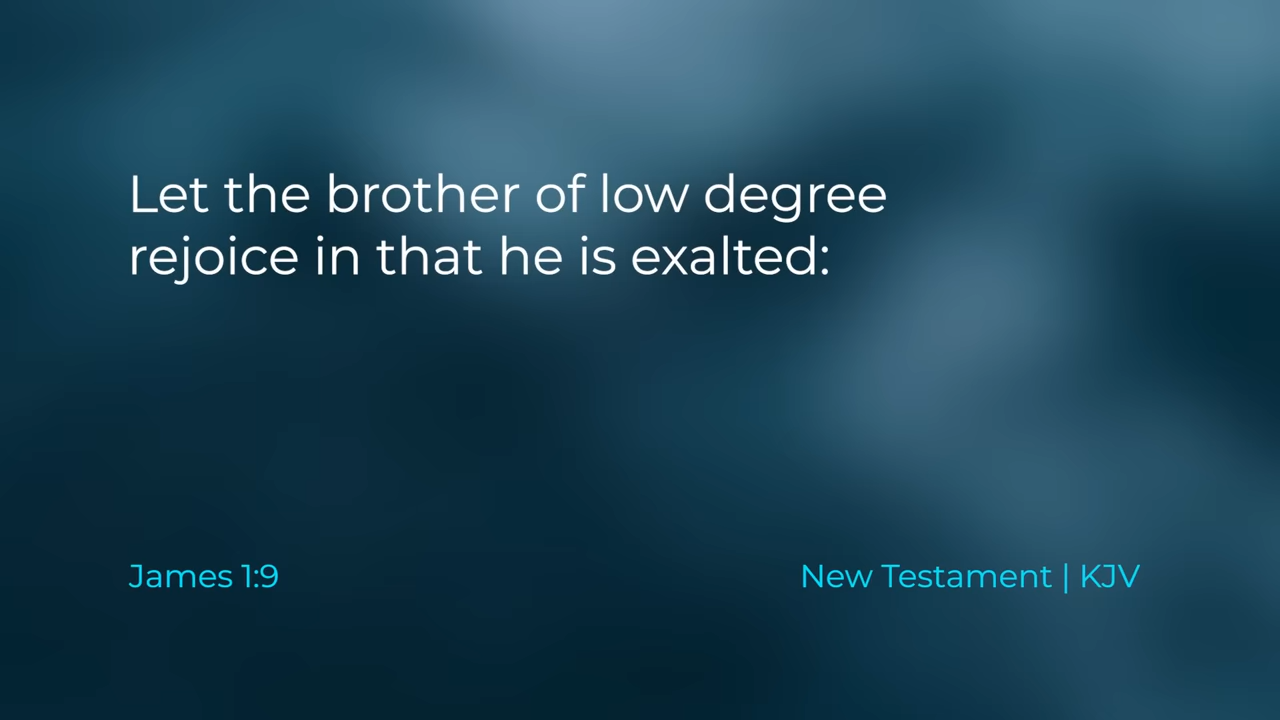 Let the brother of low degree
rejoice in that he is exalted:
James 1:9
New Testament | KJV